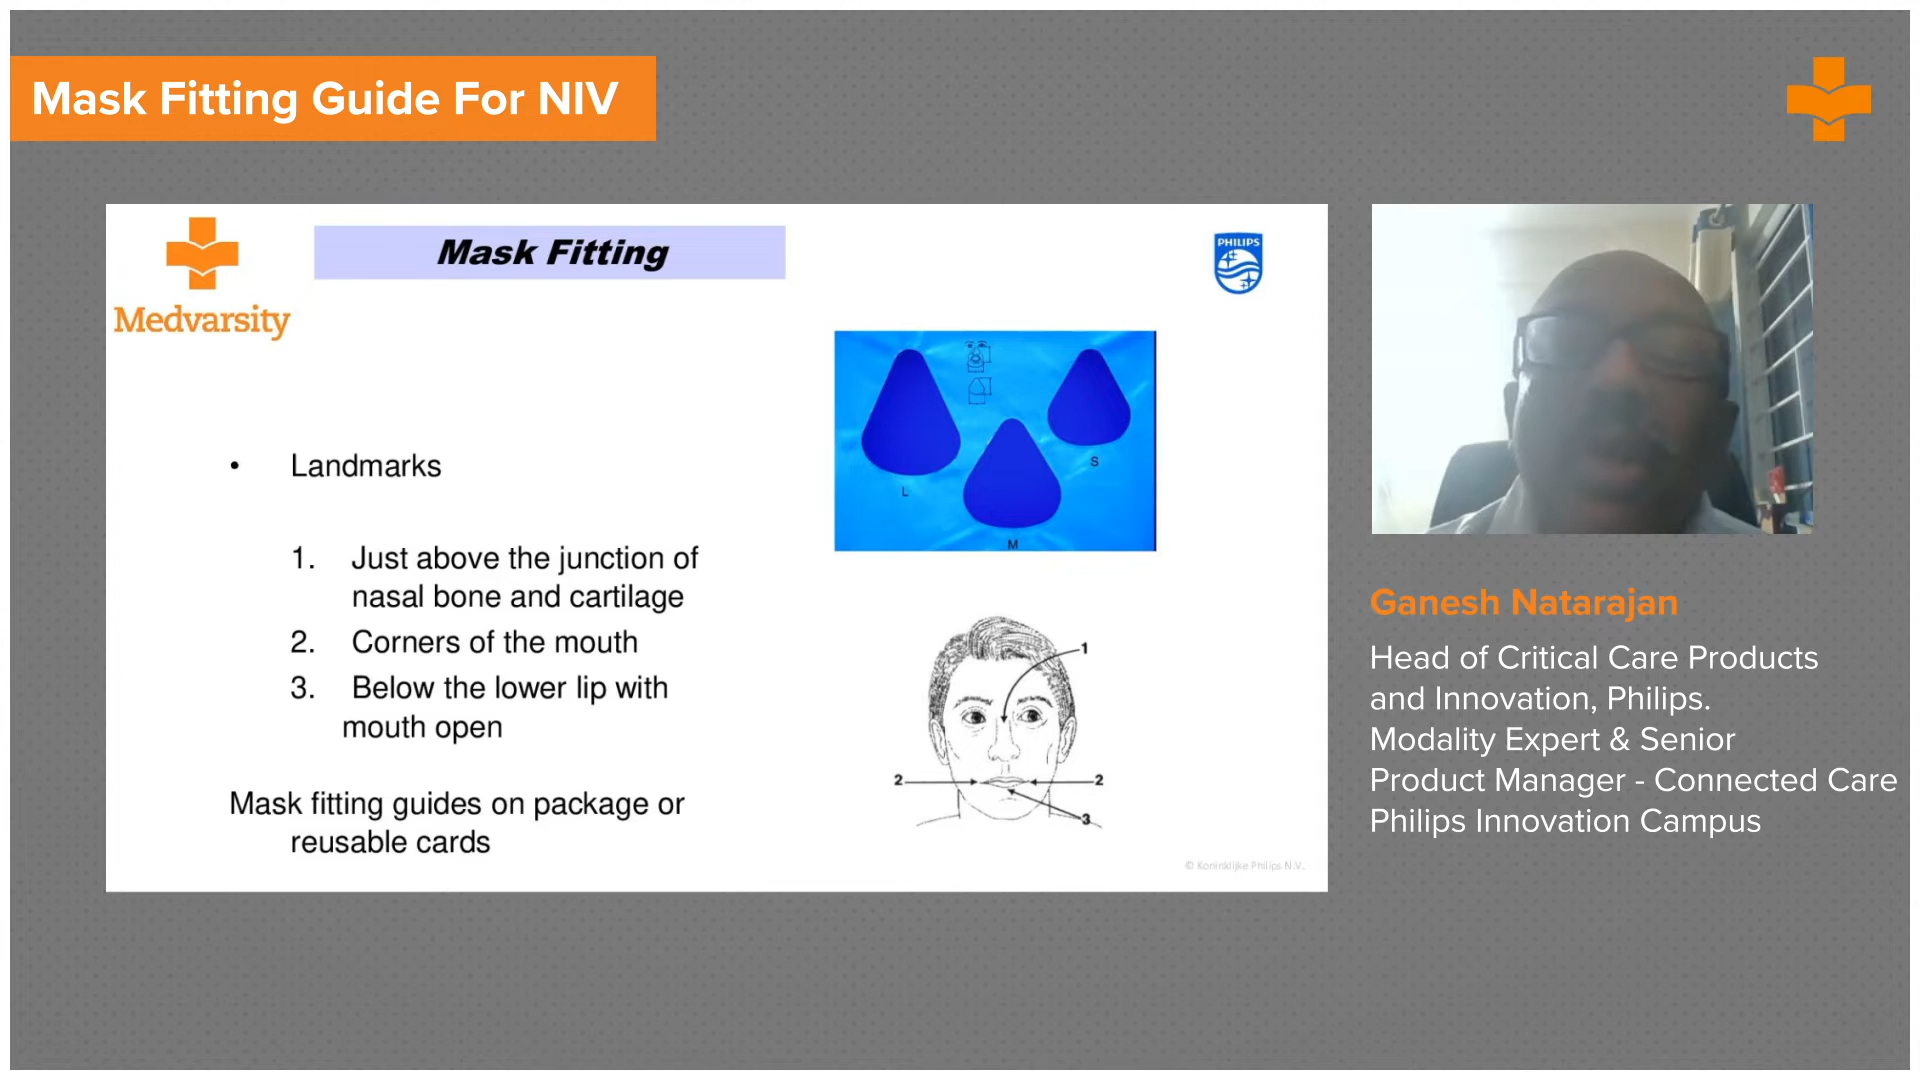 Mask Fitting Guide For NIV
Medvarsity
Mask Fitting
PHILIPS
• Landmarks
1. Just above the junction of
nasal bone and cartilage
2. Corners of the mouth
3. Below the lower lip with
mouth open
Mask fitting guides on package or
reusable cards
L
M
S
1
2
2
3
© Koninklijke Philips N.V.
Ganesh Natarajan
Head of Critical Care Products
and Innovation, Philips.
Modality Expert & Senior
Product Manager - Connected Care
Philips Innovation Campus